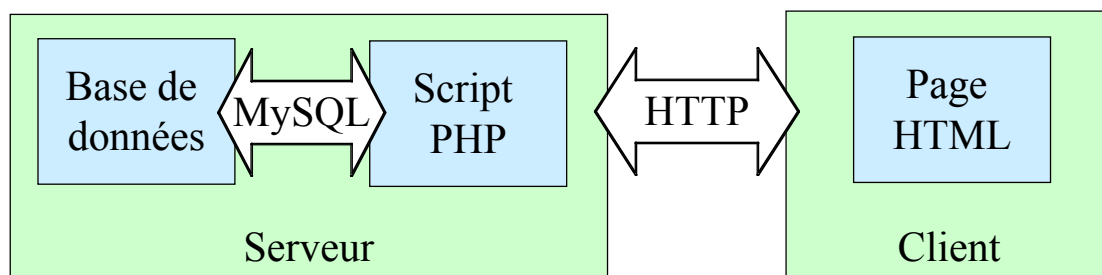 Base de
données
MySQL
Script
PHP
HTTP
Page
HTML
Serveur
Client